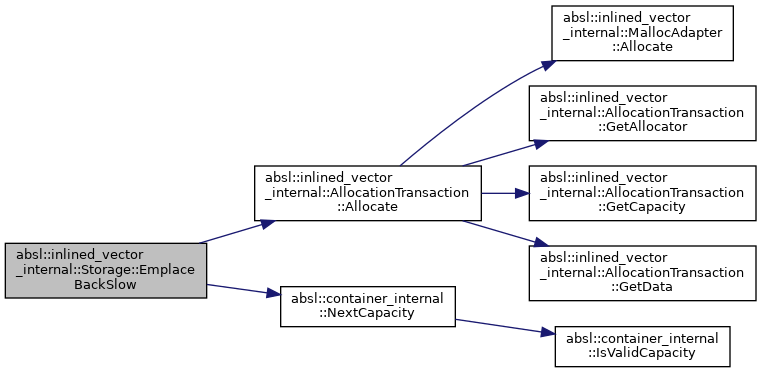 absl::inlined_vector
_internal::MallocAdapter
::Allocate
absl::inlined_vector
_internal::AllocationTransaction
::GetAllocator
absl::inlined_vector
_internal::AllocationTransaction
::Allocate
absl::inlined_vector
_internal::AllocationTransaction
::GetCapacity
absl::inlined_vector
_internal::Storage::Emplace
BackSlow
absl::inlined_vector
_internal::AllocationTransaction
::GetData
absl::container_internal
::NextCapacity
absl::container_internal
::IsValidCapacity